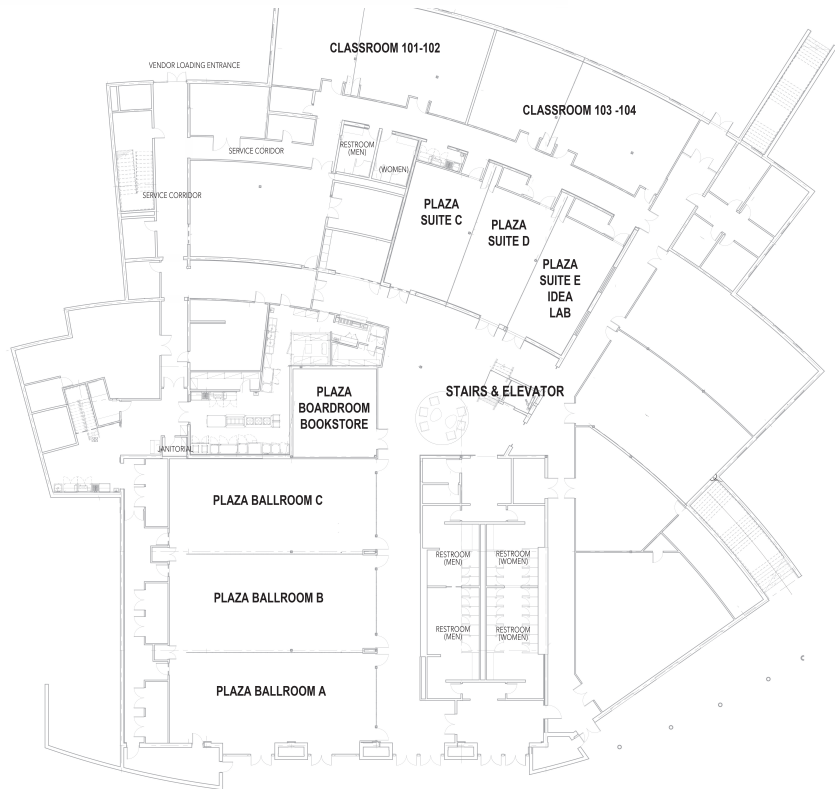 CLASSROOM 101-102
VENDOR LOADING ENTRANCE
CLASSROOM 103 -104
RESTROOM
(MEN)
SERVICE CORIDOR
(WOMEN)
SERVICE CORRIDOR
PLAZA
SUITE C
PLAZA
SUITE D
PLAZA
SUITE E
IDEA
LAB
PLAZA
BOARDROOM
BOOKSTORE
STAIRS & ELEVATOR
JANITORIAL
PLAZA BALLROOM C
RESTROOM
(MEN)
RESTROOM
(WOMEN)
PLAZA BALLROOM B
RESTROOM
(MEN)
RESTROOM
(WOMEN)
PLAZA BALLROOM A